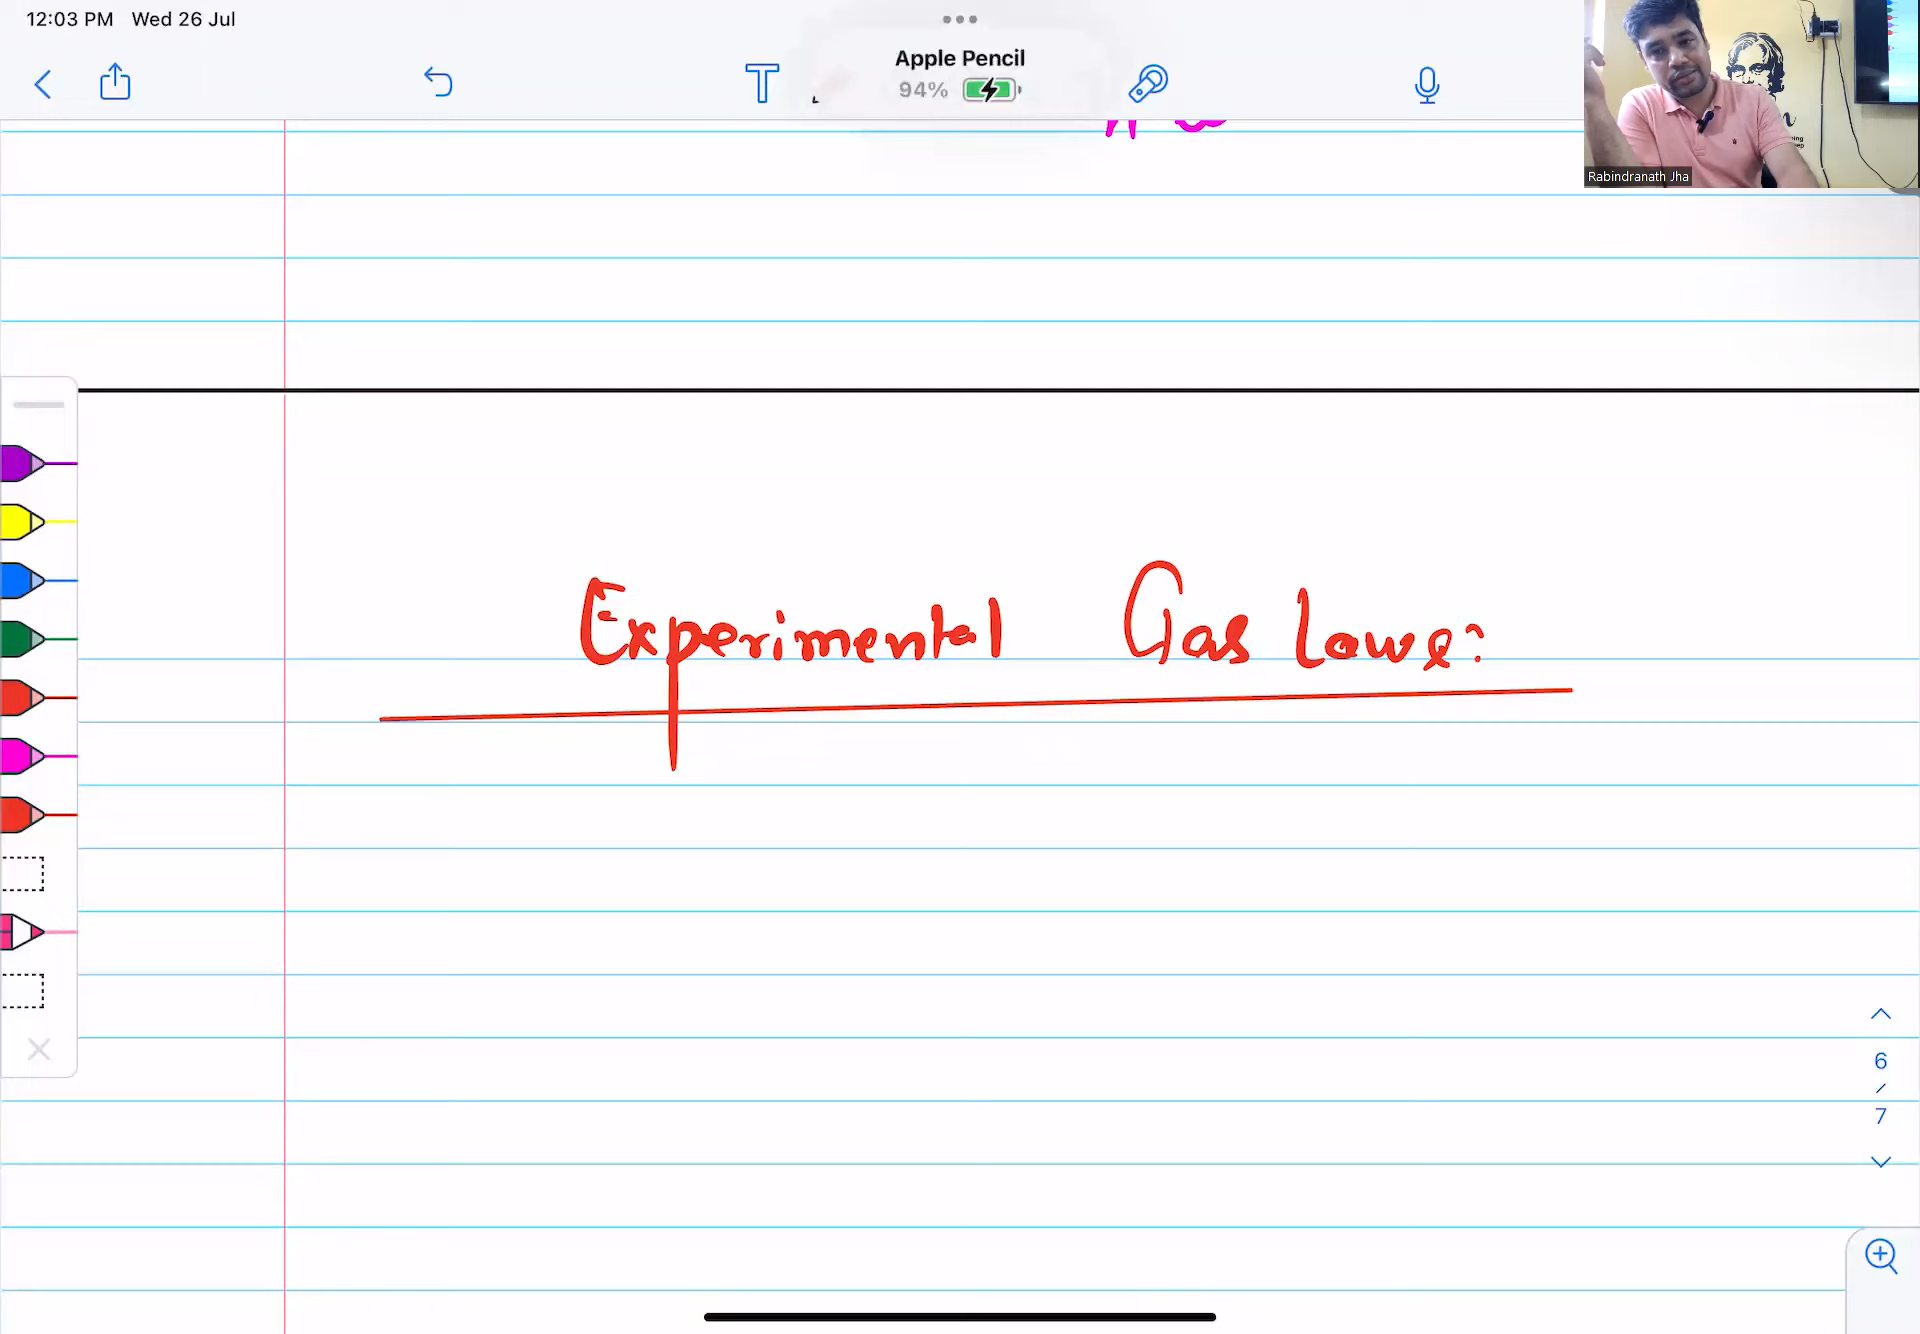 12:03 PM Wed 26 Jul
Apple Pencil
94%
Rabindranath Jha
Experimental Gas Laws:
6
/
7